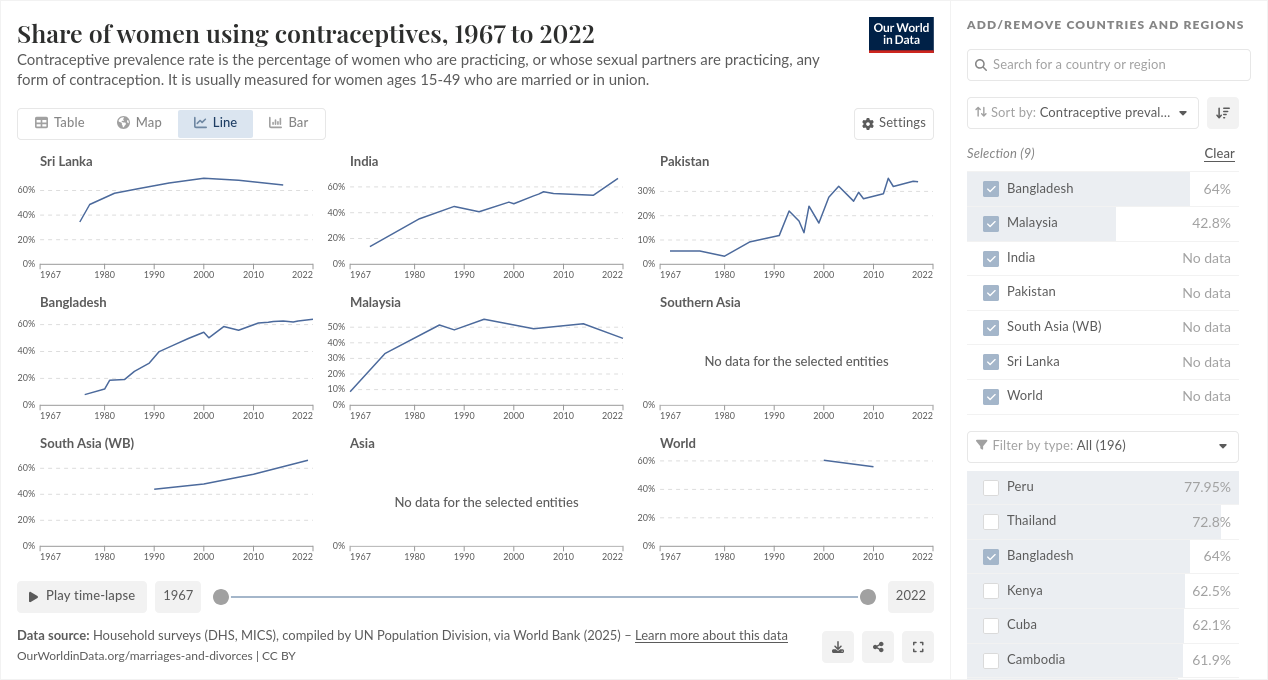 Share of women using contraceptives, 1967 to 2022
Contraceptive prevalence rate is the percentage of women who are practicing, or whose sexual partners are practicing, any
form of contraception. It is usually measured for women ages 15-49 who are married or in union.
Our World
in Data
Table
Map
Line
Bar
Settings
Sri Lanka
60%
40%
20%
0%
1967 1980 1990 2000 2010 2022
India
60%
40%
20%
0%
1967 1980 1990 2000 2010 2022
Pakistan
30%
20%
10%
0%
1967 1980 1990 2000 2010 2022
Bangladesh
60%
40%
20%
0%
1967 1980 1990 2000 2010 2022
Malaysia
50%
40%
30%
20%
10%
0%
1967 1980 1990 2000 2010 2022
Southern Asia
No data for the selected entities
0%
1967 1980 1990 2000 2010 2022
South Asia (WB)
60%
40%
20%
0%
1967 1980 1990 2000 2010 2022
Asia
No data for the selected entities
0%
1967 1980 1990 2000 2010 2022
World
60%
40%
20%
0%
1967 1980 1990 2000 2010 2022
Play time-lapse
1967
2022
Data source: Household surveys (DHS, MICS), compiled by UN Population Division, via World Bank (2025) – Learn more about this data
OurWorldinData.org/marriages-and-divorces | CC BY
ADD/REMOVE COUNTRIES AND REGIONS
Search for a country or region
Sort by: Contraceptive preval...
Selection (9)
Clear
Bangladesh 64%
Malaysia 42.8%
India No data
Pakistan No data
South Asia (WB) No data
Sri Lanka No data
World No data
Filter by type: All (196)
Peru 77.95%
Thailand 72.8%
Bangladesh 64%
Kenya 62.5%
Cuba 62.1%
Cambodia 61.9%